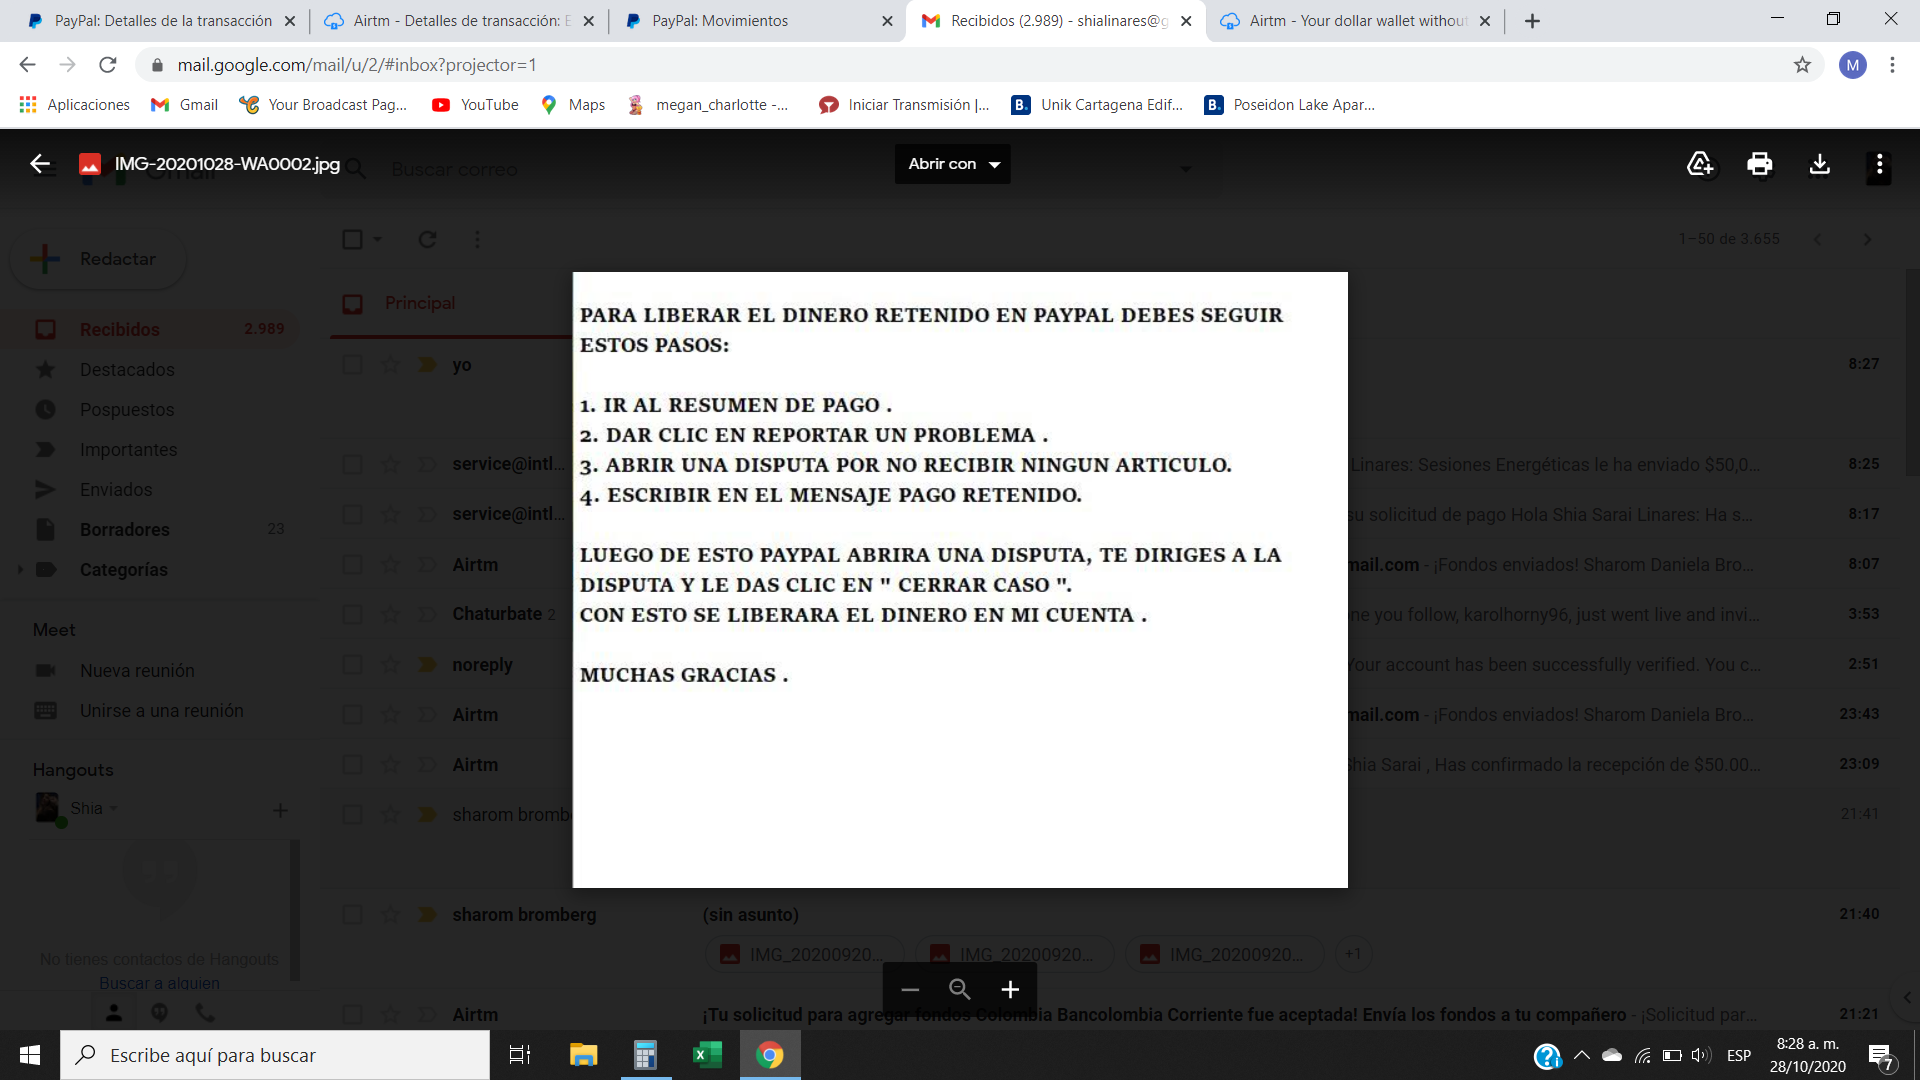 PayPal: Detalles de la transacción
Airtm - Detalles de transacción: E
PayPal: Movimientos
Recibidos (2.989) - shialinares@g
Airtm - Your dollar wallet without
mail.google.com/mail/u/2/#inbox?projector=1
M
Aplicaciones
Gmail
Your Broadcast Pag...
YouTube
Maps
megan_charlotte -...
Iniciar Transmisión |...
Unik Cartagena Edif...
Poseidon Lake Apar...
IMG-20201028-WA0002.jpg
Buscar correo
Abrir con
Redactar
1–50 de 3.655
Principal
Recibidos 2.989
Destacados
Pospuestos
Importantes
Enviados
Borradores 23
Categorías
Meet
Nueva reunión
Unirse a una reunión
Hangouts
Shia
No tienes contactos de Hangouts
Buscar a alguien
PARA LIBERAR EL DINERO RETENIDO EN PAYPAL DEBES SEGUIR
ESTOS PASOS:
1. IR AL RESUMEN DE PAGO .
2. DAR CLIC EN REPORTAR UN PROBLEMA .
3. ABRIR UNA DISPUTA POR NO RECIBIR NINGUN ARTICULO.
4. ESCRIBIR EN EL MENSAJE PAGO RETENIDO.
LUEGO DE ESTO PAYPAL ABRIRA UNA DISPUTA, TE DIRIGES A LA
DISPUTA Y LE DAS CLIC EN " CERRAR CASO ".
CON ESTO SE LIBERARA EL DINERO EN MI CUENTA .
MUCHAS GRACIAS .
yo 8:27
service@intl... Linares: Sesiones Energéticas le ha enviado $50,0... 8:25
service@intl... su solicitud de pago Hola Shia Sarai Linares: Ha s... 8:17
Airtm mail.com - ¡Fondos enviados! Sharom Daniela Bro... 8:07
Chaturbate 2 ne you follow, karolhorny96, just went live and invi... 3:53
noreply Your account has been successfully verified. You c... 2:51
Airtm mail.com - ¡Fondos enviados! Sharom Daniela Bro... 23:43
Airtm Shia Sarai , Has confirmado la recepción de $50.00... 23:09
sharom bromb 21:41
sharom bromberg (sin asunto) 21:40
IMG_20200920... IMG_20200920... IMG_20200920... +1
Airtm ¡Tu solicitud para agregar fondos Colombia Bancolombia Corriente fue aceptada! Envía los fondos a tu compañero - ¡Solicitud par... 21:21
Escribe aquí para buscar
ESP
8:28 a. m.
28/10/2020
7